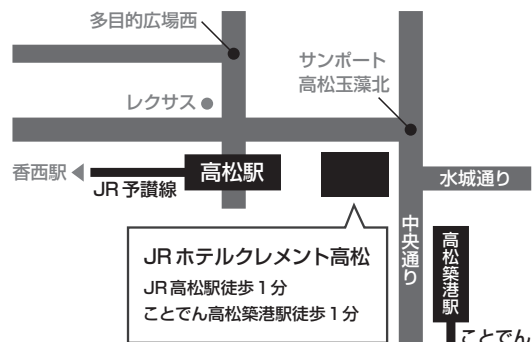 多目的広場西
サンポート
高松玉藻北
レクサス
香西駅
JR予讃線
高松駅
水城通り
中央通り
高松築港駅
JRホテルクレメント高松
JR高松駅徒歩1分
ことでん高松築港駅徒歩1分
ことでん